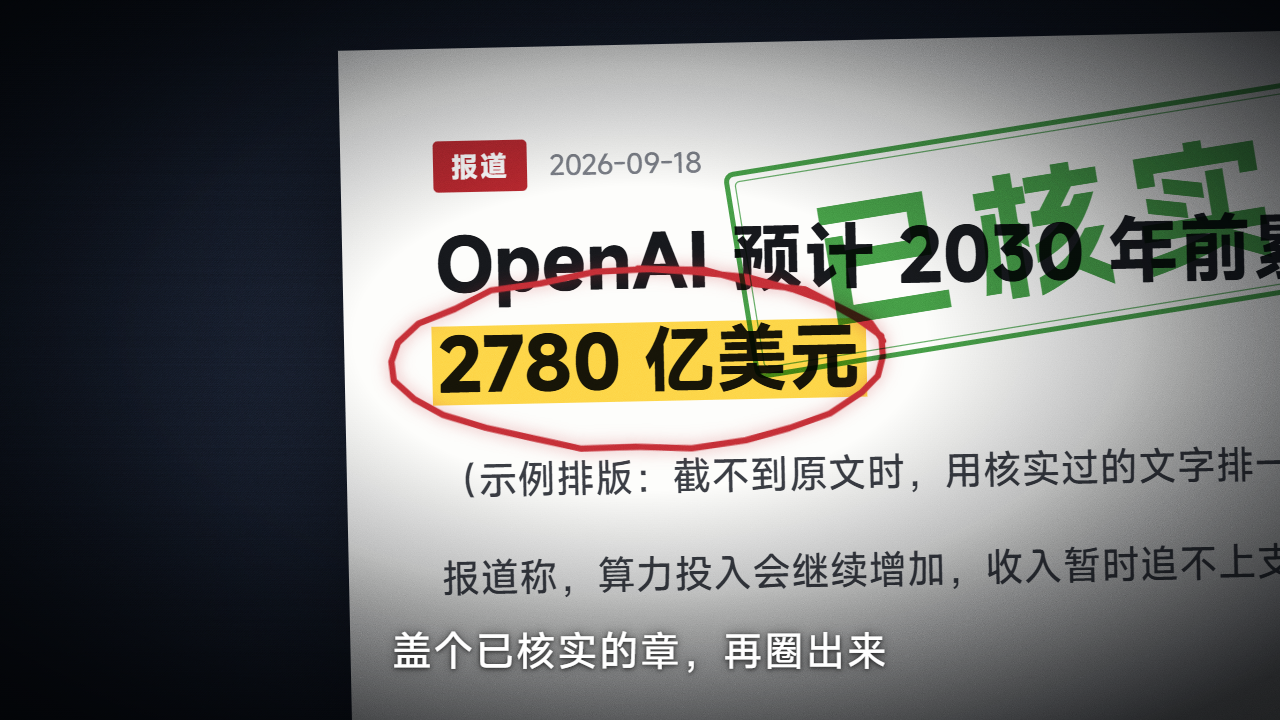 报道 2026-09-18
已核实
OpenAI 预计 2030 年前累
2780 亿美元
（示例排版：截不到原文时，用核实过的文字排一
报道称，算力投入会继续增加，收入暂时追不上支
盖个已核实的章，再圈出来